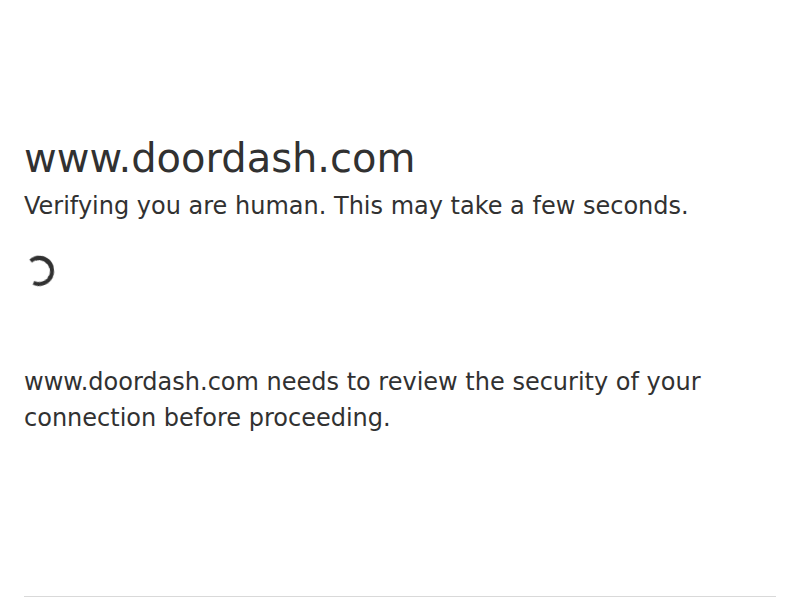 www.doordash.com
Verifying you are human. This may take a few seconds.
www.doordash.com needs to review the security of your
connection before proceeding.